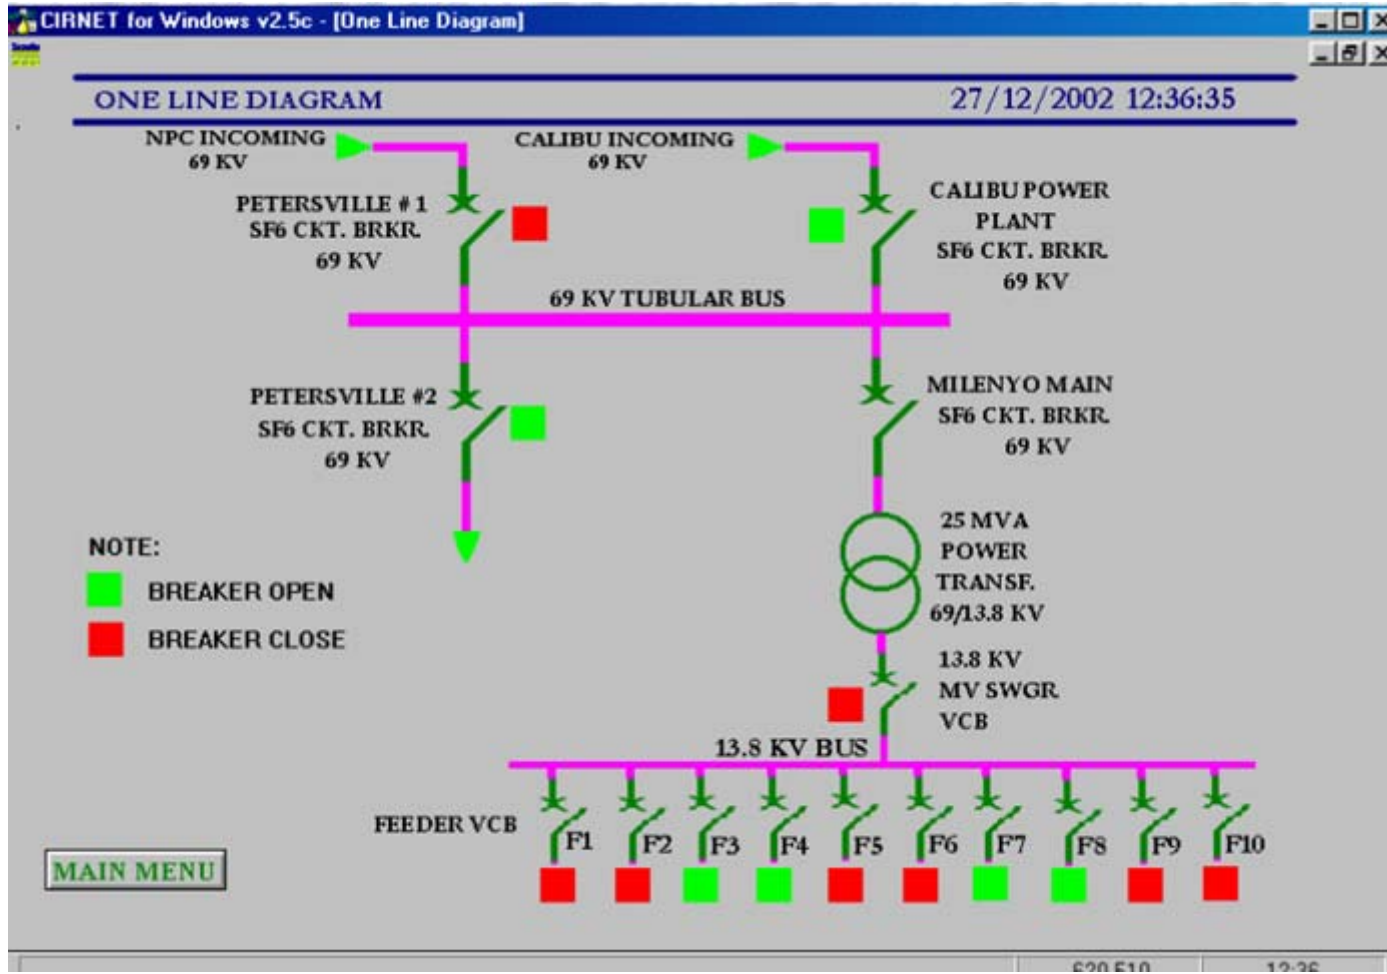 CIRNET for Windows v2.5c - [One Line Diagram]
ONE LINE DIAGRAM
27/12/2002 12:36:35
NPC INCOMING
69 KV
CALIBU INCOMING
69 KV
PETERSVILLE # 1
SF6 CKT. BRKR.
69 KV
CALIBU POWER
PLANT
SF6 CKT. BRKR.
69 KV
69 KV TUBULAR BUS
PETERSVILLE #2
SF6 CKT. BRKR.
69 KV
MILENYO MAIN
SF6 CKT. BRKR.
69 KV
NOTE:
BREAKER OPEN
BREAKER CLOSE
25 MVA
POWER
TRANSF.
69/13.8 KV
13.8 KV
MV SWGR
VCB
13.8 KV BUS
FEEDER VCB
F1 F2 F3 F4 F5 F6 F7 F8 F9 F10
MAIN MENU
12:36